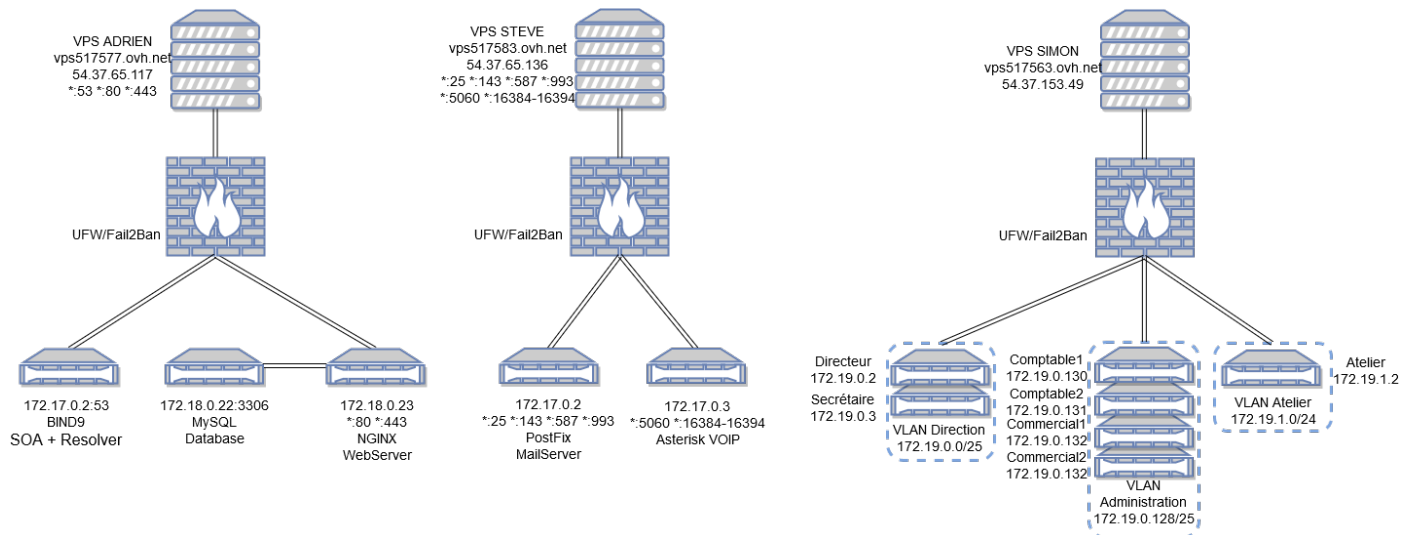 VPS ADRIEN
vps517577.ovh.net
54.37.65.117
*:53 *:80 *:443
UFW/Fail2Ban
172.17.0.2:53
BIND9
SOA + Resolver
172.18.0.22:3306
MySQL
Database
172.18.0.23
*:80 *:443
NGINX
WebServer
VPS STEVE
vps517583.ovh.net
54.37.65.136
*:25 *:143 *:587 *:993
*:5060 *:16384-16394
UFW/Fail2Ban
172.17.0.2
*:25 *:143 *:587 *:993
PostFix
MailServer
172.17.0.3
*:5060 *:16384-16394
Asterisk VOIP
VPS SIMON
vps517563.ovh.net
54.37.153.49
UFW/Fail2Ban
Directeur
172.19.0.2
Secrétaire
172.19.0.3
VLAN Direction
172.19.0.0/25
Comptable1
172.19.0.130
Comptable2
172.19.0.131
Commercial1
172.19.0.132
Commercial2
172.19.0.132
VLAN
Administration
172.19.0.128/25
Atelier
172.19.1.2
VLAN Atelier
172.19.1.0/24